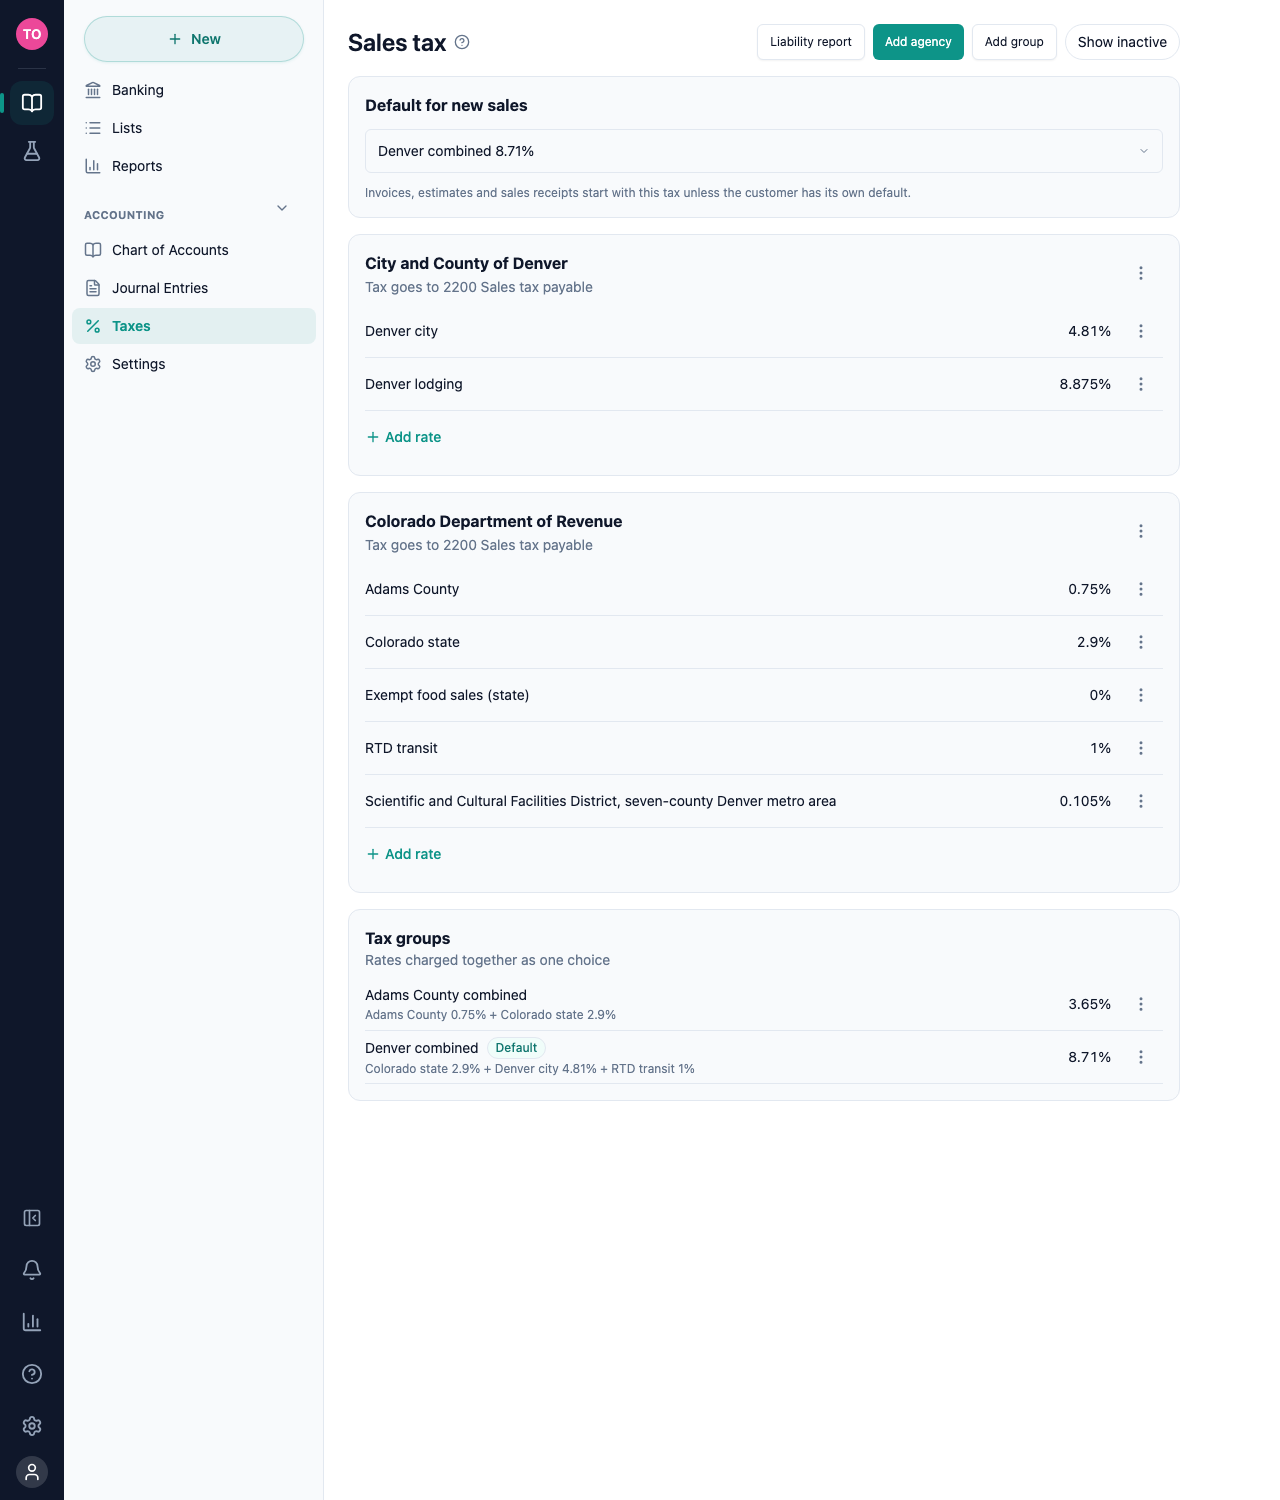 TO
New
Banking
Lists
Reports
ACCOUNTING
Chart of Accounts
Journal Entries
Taxes
Settings
Sales tax
Liability report
Add agency
Add group
Show inactive
Default for new sales
Denver combined 8.71%
Invoices, estimates and sales receipts start with this tax unless the customer has its own default.
City and County of Denver
Tax goes to 2200 Sales tax payable
Denver city 4.81%
Denver lodging 8.875%
Add rate
Colorado Department of Revenue
Tax goes to 2200 Sales tax payable
Adams County 0.75%
Colorado state 2.9%
Exempt food sales (state) 0%
RTD transit 1%
Scientific and Cultural Facilities District, seven-county Denver metro area 0.105%
Add rate
Tax groups
Rates charged together as one choice
Adams County combined 3.65%
Adams County 0.75% + Colorado state 2.9%
Denver combined Default 8.71%
Colorado state 2.9% + Denver city 4.81% + RTD transit 1%